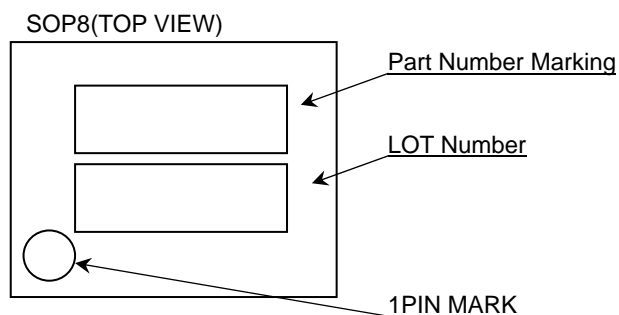 SOP8(TOP VIEW)
Part Number Marking
LOT Number
1PIN MARK